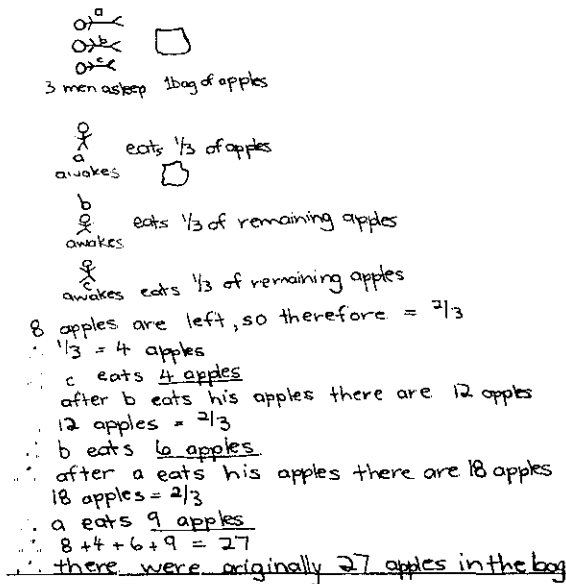 a
b
c
3 men asleep 1 bag of apples
a
awakes
eats 1/3 of apples
b
awakes
eats 1/3 of remaining apples
c
awakes eats 1/3 of remaining apples
8 apples are left, so therefore = 2/3
∴ 1/3 = 4 apples
∴ c eats 4 apples
after b eats his apples there are 12 apples
12 apples = 2/3
∴ b eats 6 apples
∴ after a eats his apples there are 18 apples
18 apples = 2/3
∴ a eats 9 apples
∴ 8 + 4 + 6 + 9 = 27
∴ there were originally 27 apples in the bag